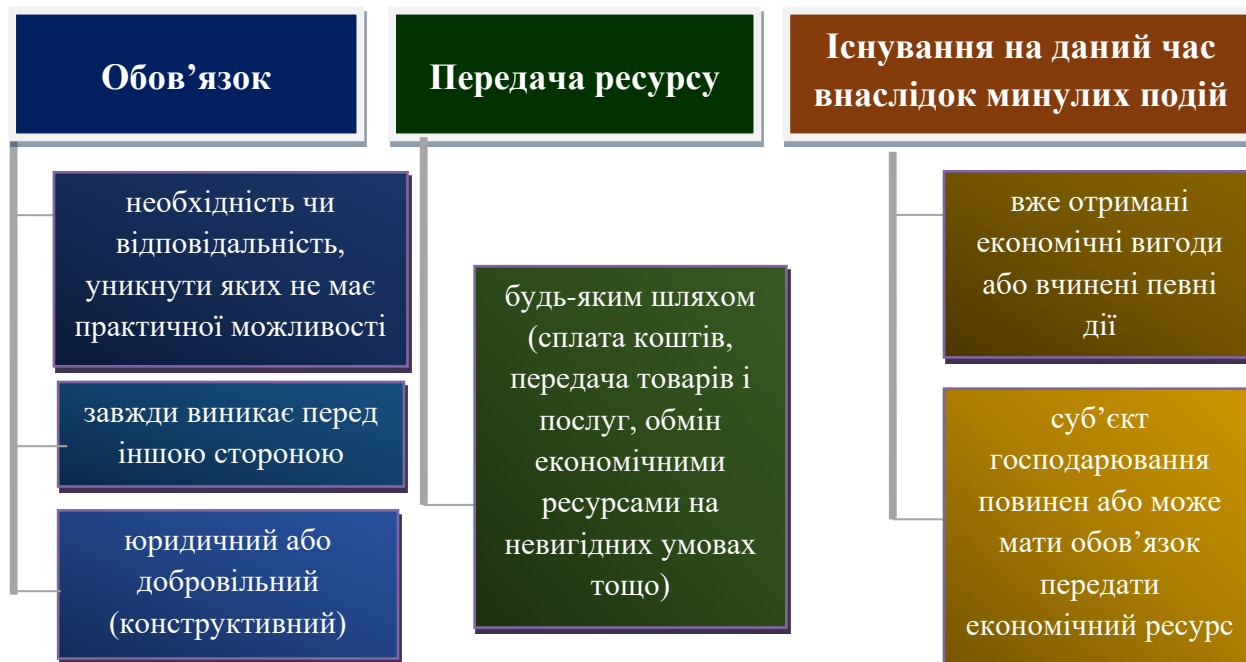 Обов’язок
необхідність чи
відповідальність,
уникнути яких не має
практичної можливості
завжди виникає перед
іншою стороною
юридичний або
добровільний
(конструктивний)
Передача ресурсу
будь-яким шляхом
(сплата коштів,
передача товарів і
послуг, обмін
економічними
ресурсами на
невигідних умовах
тощо)
Існування на даний час
внаслідок минулих подій
вже отримані
економічні вигоди
або вчинені певні
дії
суб’єкт
господарювання
повинен або може
мати обов’язок
передати
економічний ресурс